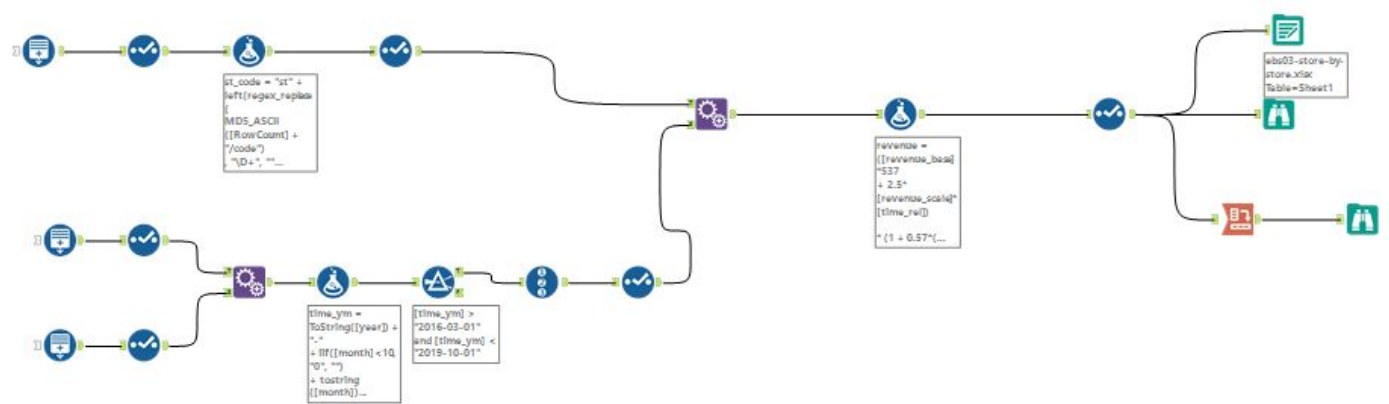 st_code = "st" +
left(regex_replace
(
MD5_ASCII
([RowCount] +
"/code")
, "\D+", ""...
ebs03-store-by-
store.xlsx
Table=Sheet1
revenue =
([revenue_base]
*537
+ 2.5*
[revenue_scale]*
[time_rel])
* (1 + 0.57*(...
time_ym =
ToString([year]) +
"-"
+ iif([month]<10,
"0", "")
+ tostring
([month])...
[time_ym] >
"2016-03-01"
and [time_ym] <
"2019-10-01"